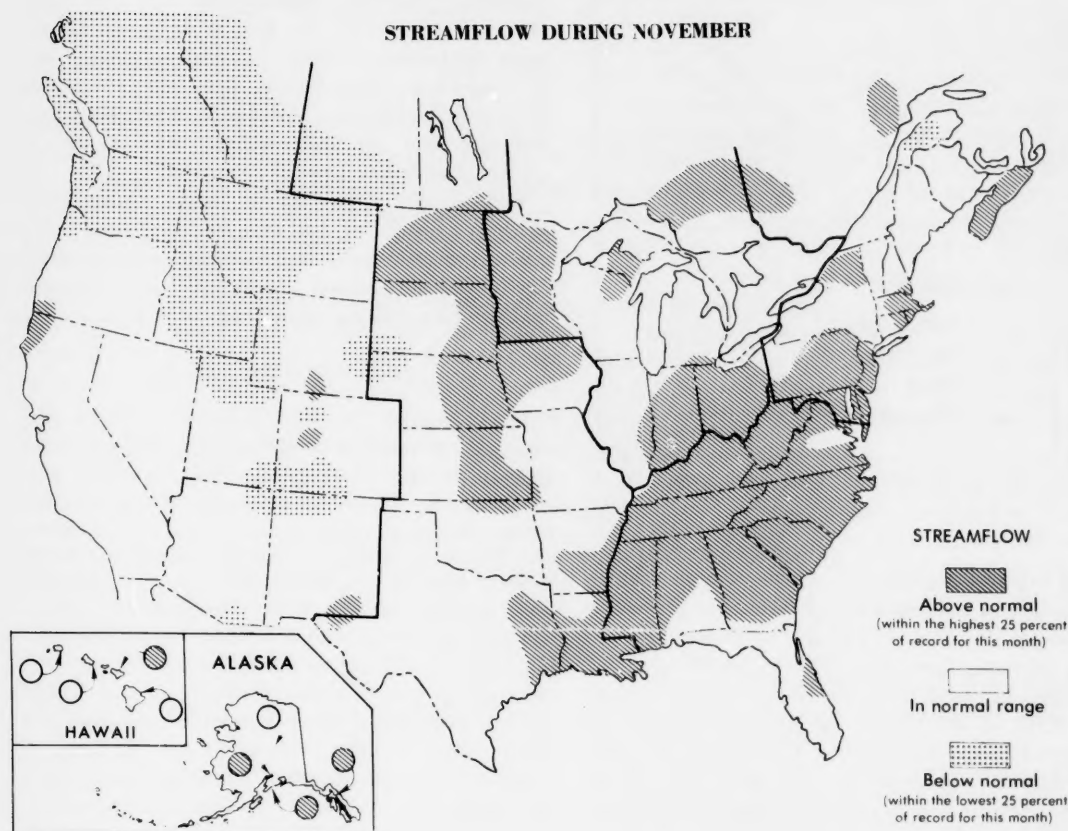 STREAMFLOW DURING NOVEMBER
STREAMFLOW
Above normal
(within the highest 25 percent
of record for this month)
In normal range
Below normal
(within the lowest 25 percent
of record for this month)
ALASKA
HAWAII